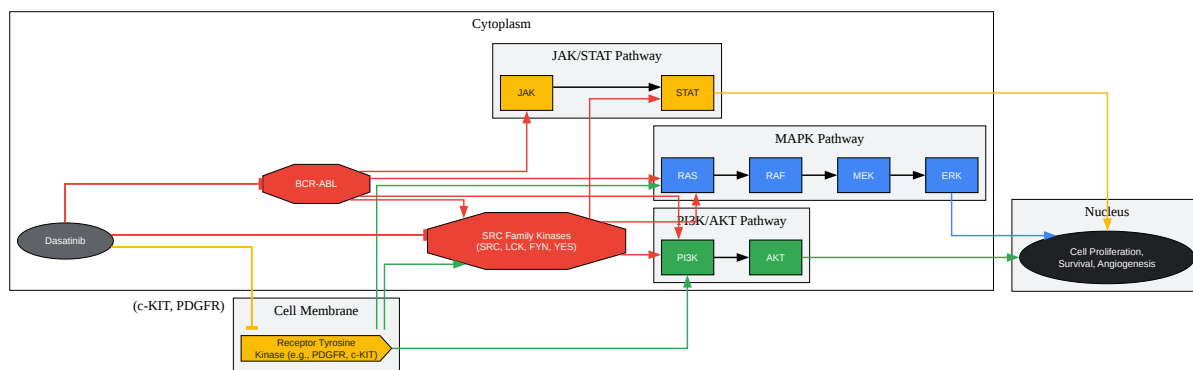 Cytoplasm
JAK/STAT Pathway
JAK
STAT
MAPK Pathway
RAS
RAF
MEK
ERK
BCR-ABL
Dasatinib
SRC Family Kinases
(SRC, LCK, FYN, YES)
PI3K/AKT Pathway
PI3K
AKT
Nucleus
Cell Proliferation,
Survival, Angiogenesis
(c-KIT, PDGFR)
Cell Membrane
Receptor Tyrosine
Kinase (e.g., PDGFR, c-KIT)